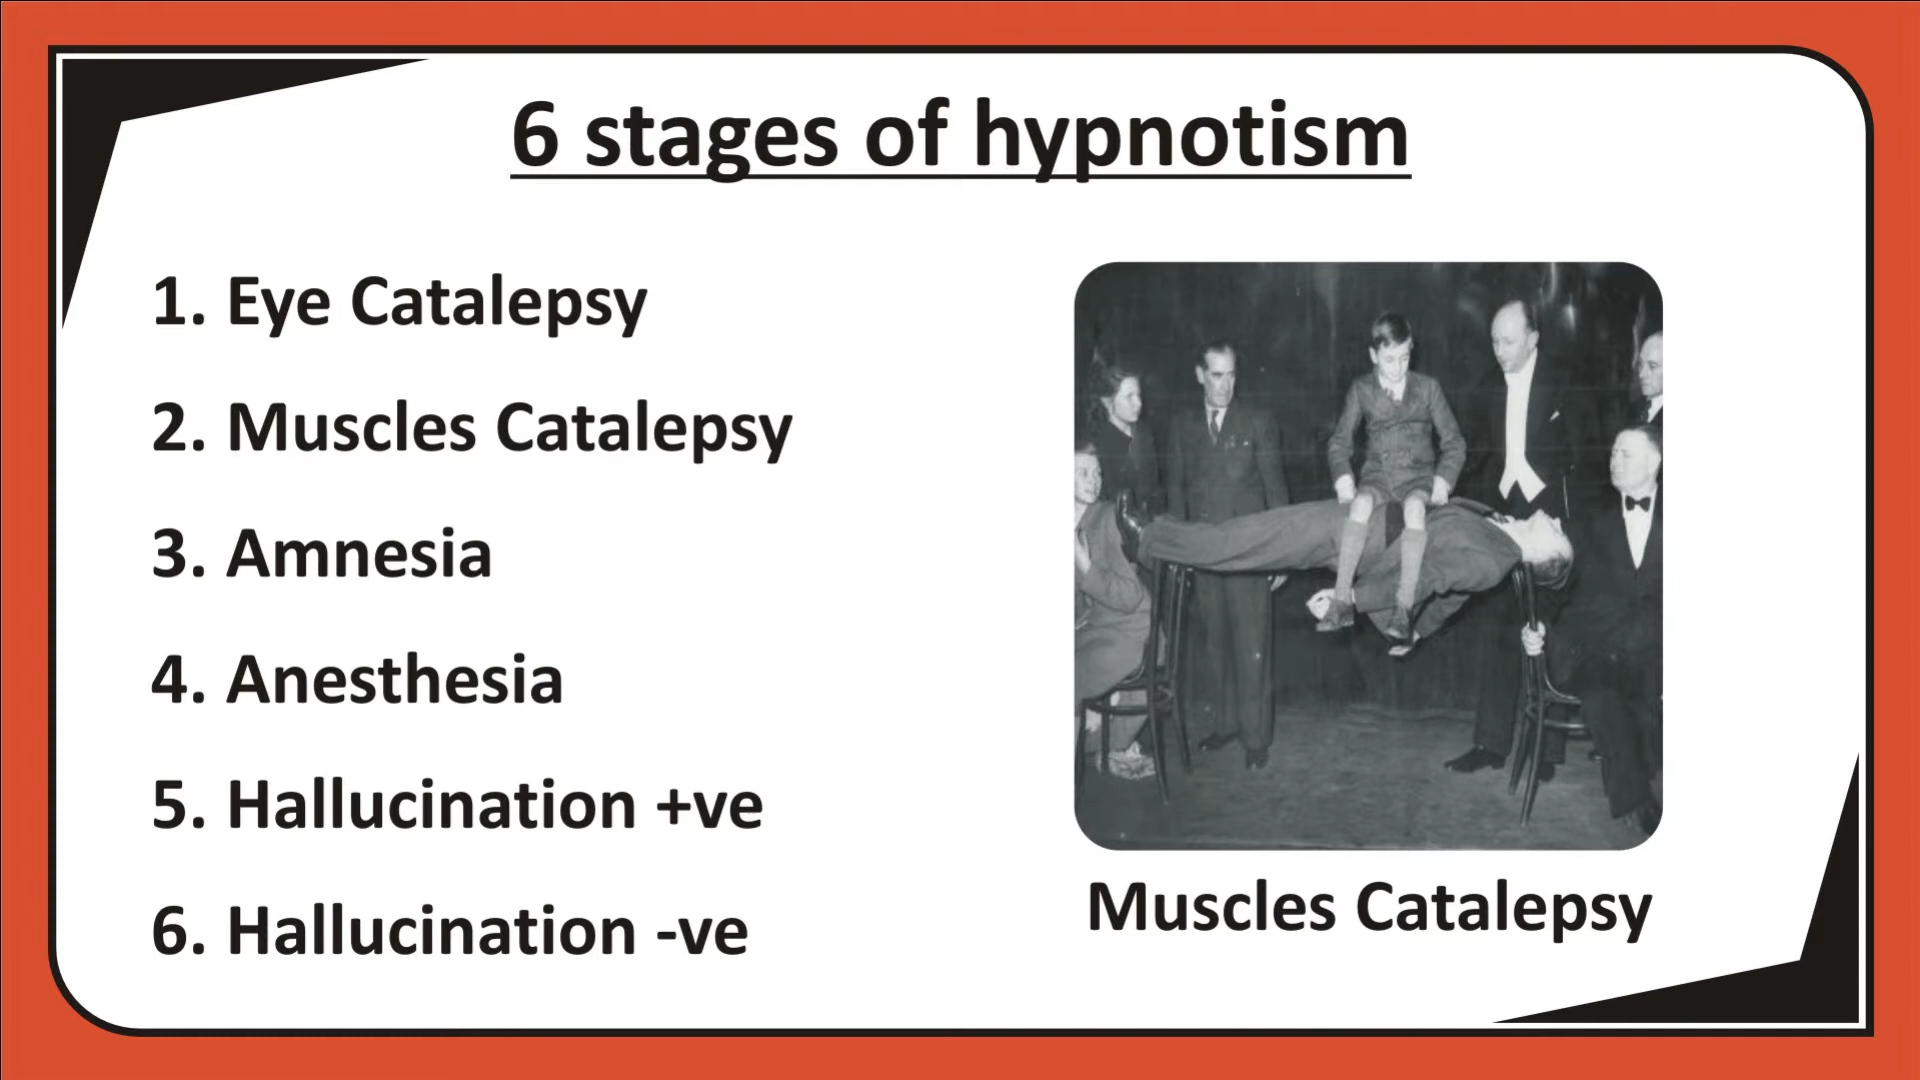 6 stages of hypnotism
1. Eye Catalepsy
2. Muscles Catalepsy
3. Amnesia
4. Anesthesia
5. Hallucination +ve
6. Hallucination -ve
Muscles Catalepsy